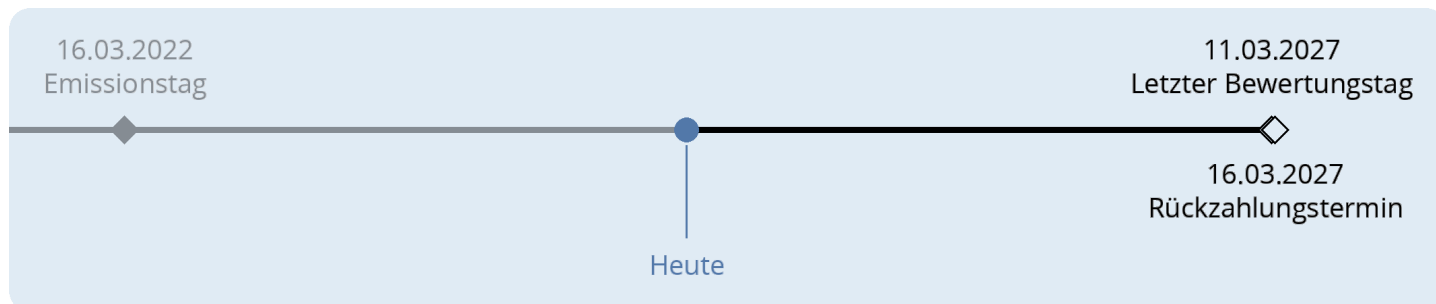 16.03.2022
Emissionstag
11.03.2027
Letzter Bewertungstag
16.03.2027
Rückzahlungstermin
Heute